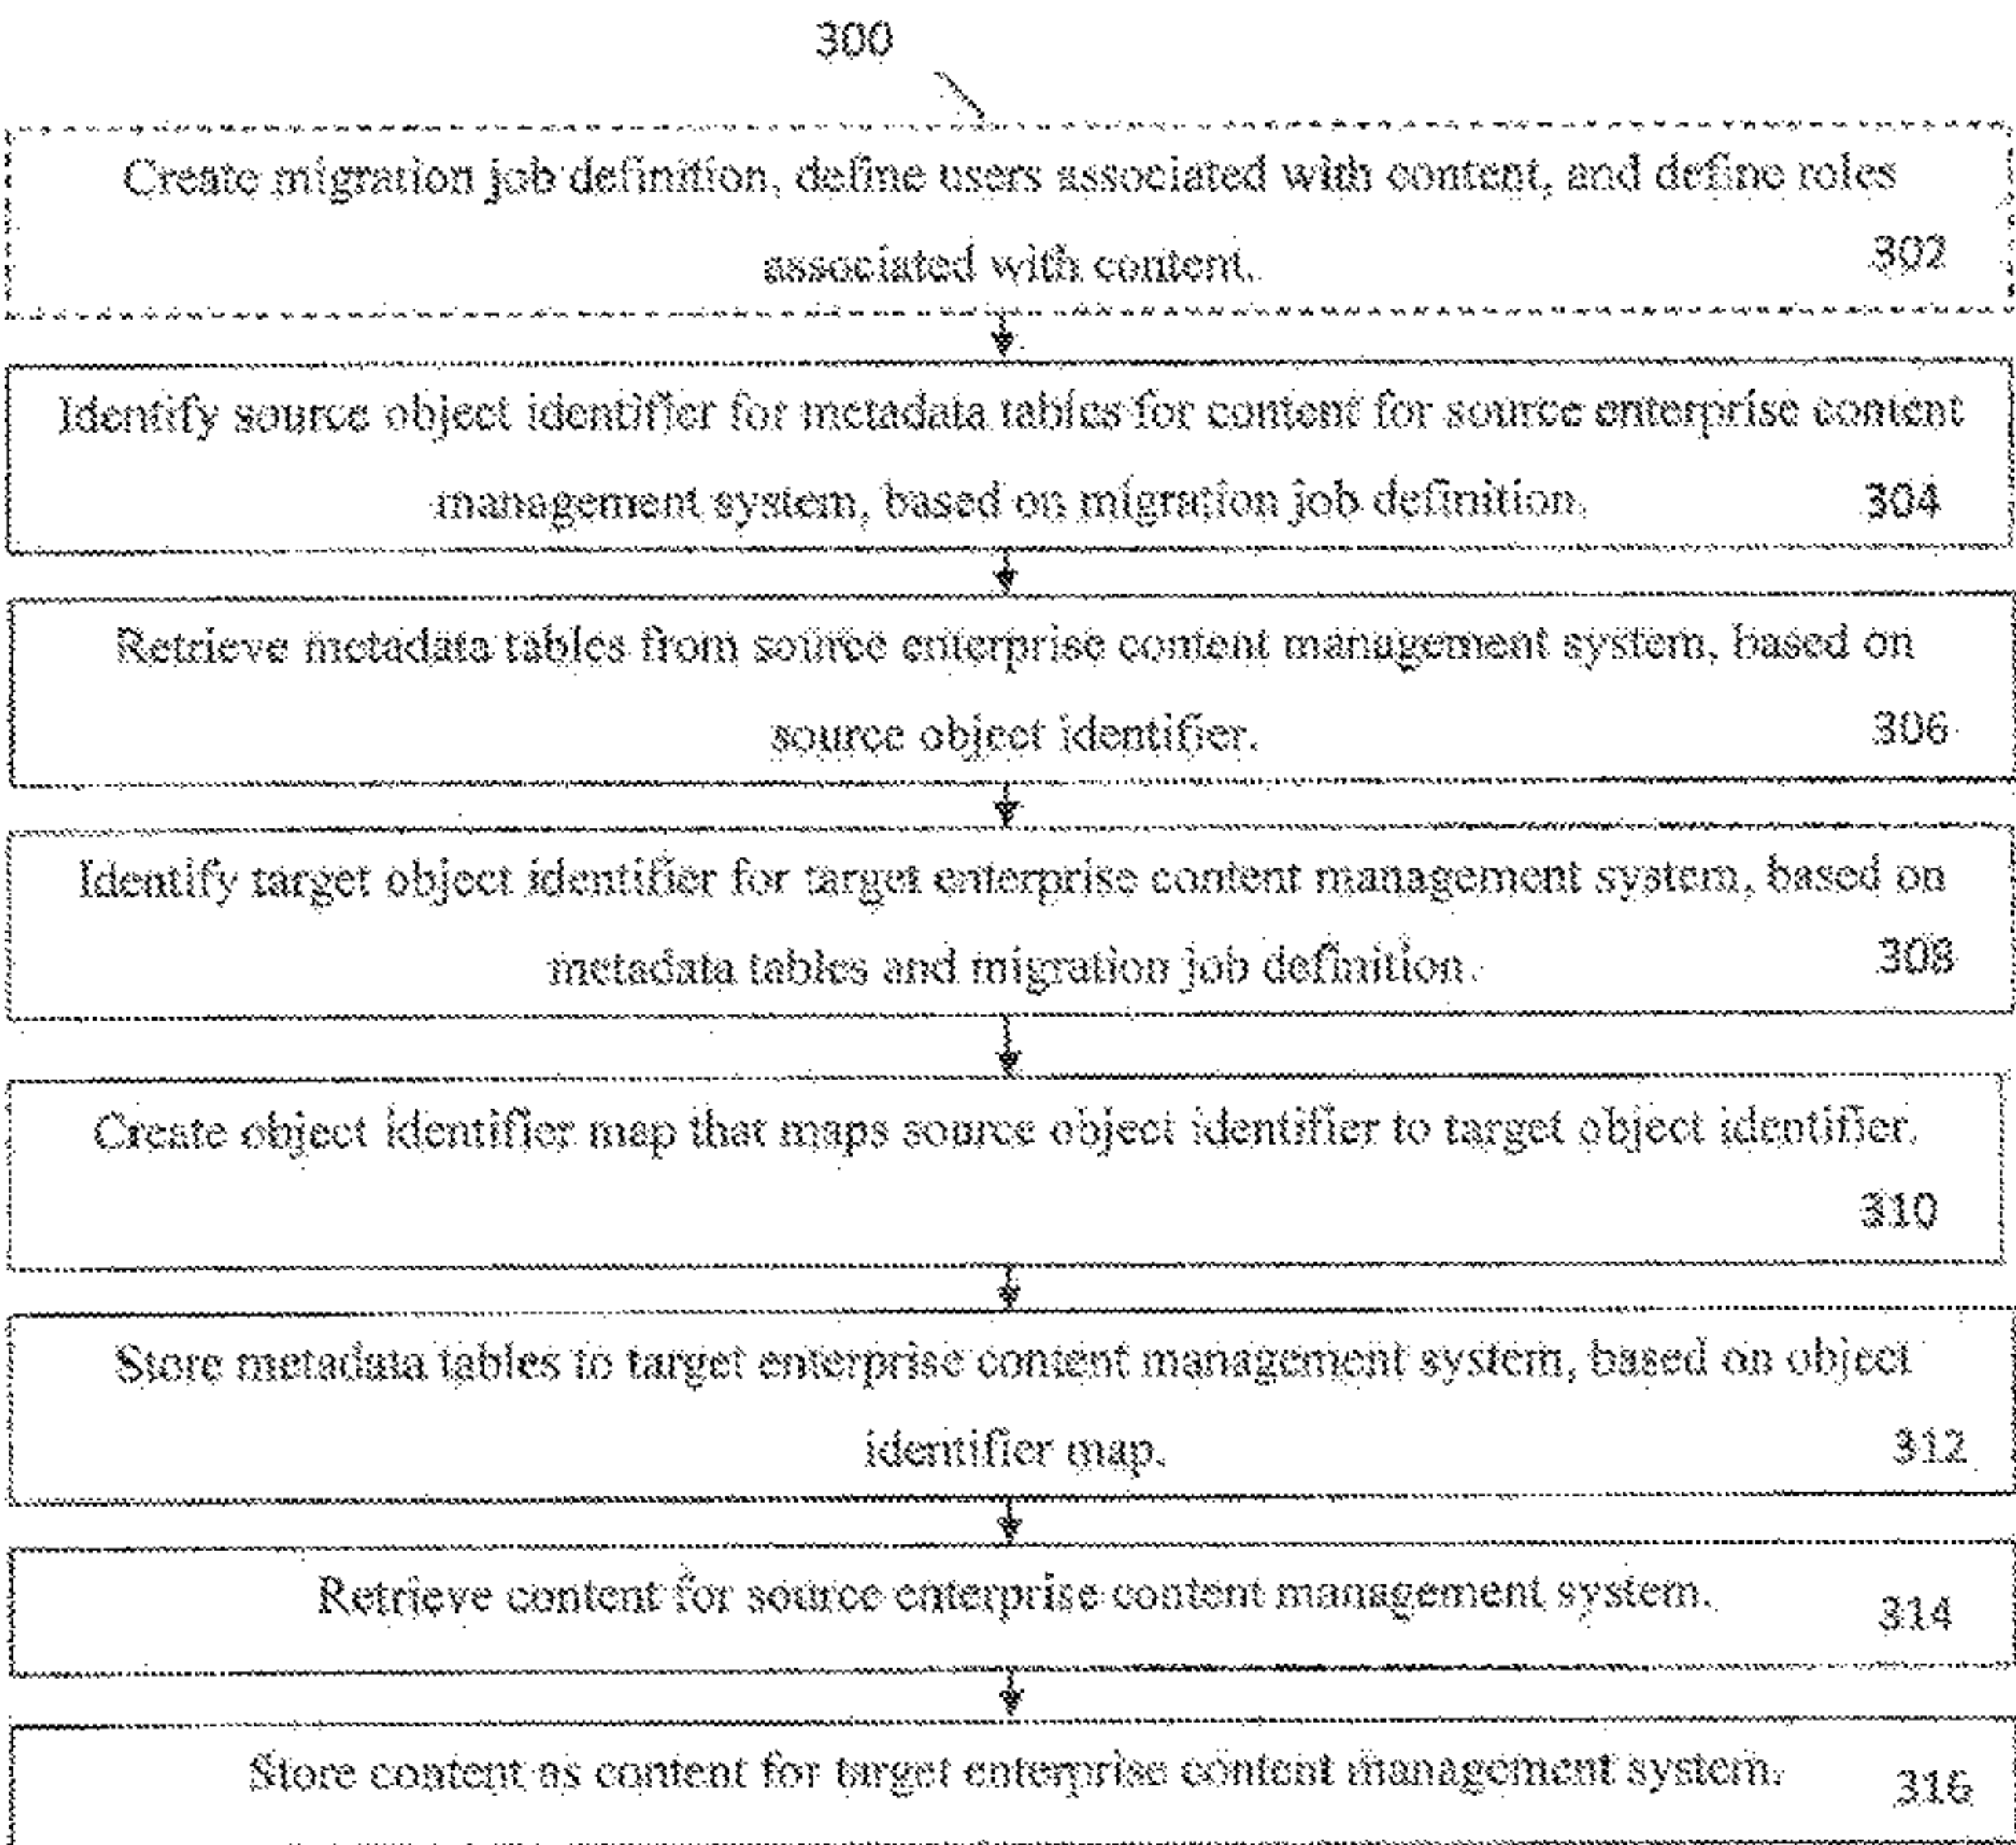 300
Create migration job definition, define users associated with content, and define roles
associated with content.
302
Identify source object identifier for metadata tables for content for source enterprise content
management system, based on migration job definition.
304
Retrieve metadata tables from source enterprise content management system, based on
source object identifier.
306
Identify target object identifier for target enterprise content management system, based on
metadata tables and migration job definition.
308
Create object identifier map that maps source object identifier to target object identifier.
310
Store metadata tables to target enterprise content management system, based on object
identifier map.
312
Retrieve content for source enterprise content management system.
314
Store content as content for target enterprise content management system.
316